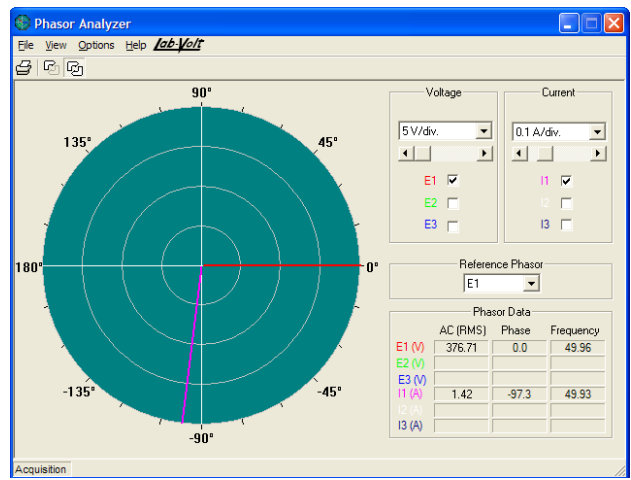 Phasor Analyzer
File View Options Help Lab-Volt
90°
135° 45°
180° 0°
-135° -45°
-90°
Voltage
5 V/div.
E1
E2
E3
Current
0.1 A/div.
I1
I2
I3
Reference Phasor
E1
Phasor Data
AC (RMS) Phase Frequency
E1 (V) 376.71 0.0 49.96
E2 (V)
E3 (V)
I1 (A) 1.42 -97.3 49.93
I2 (A)
I3 (A)
Acquisition